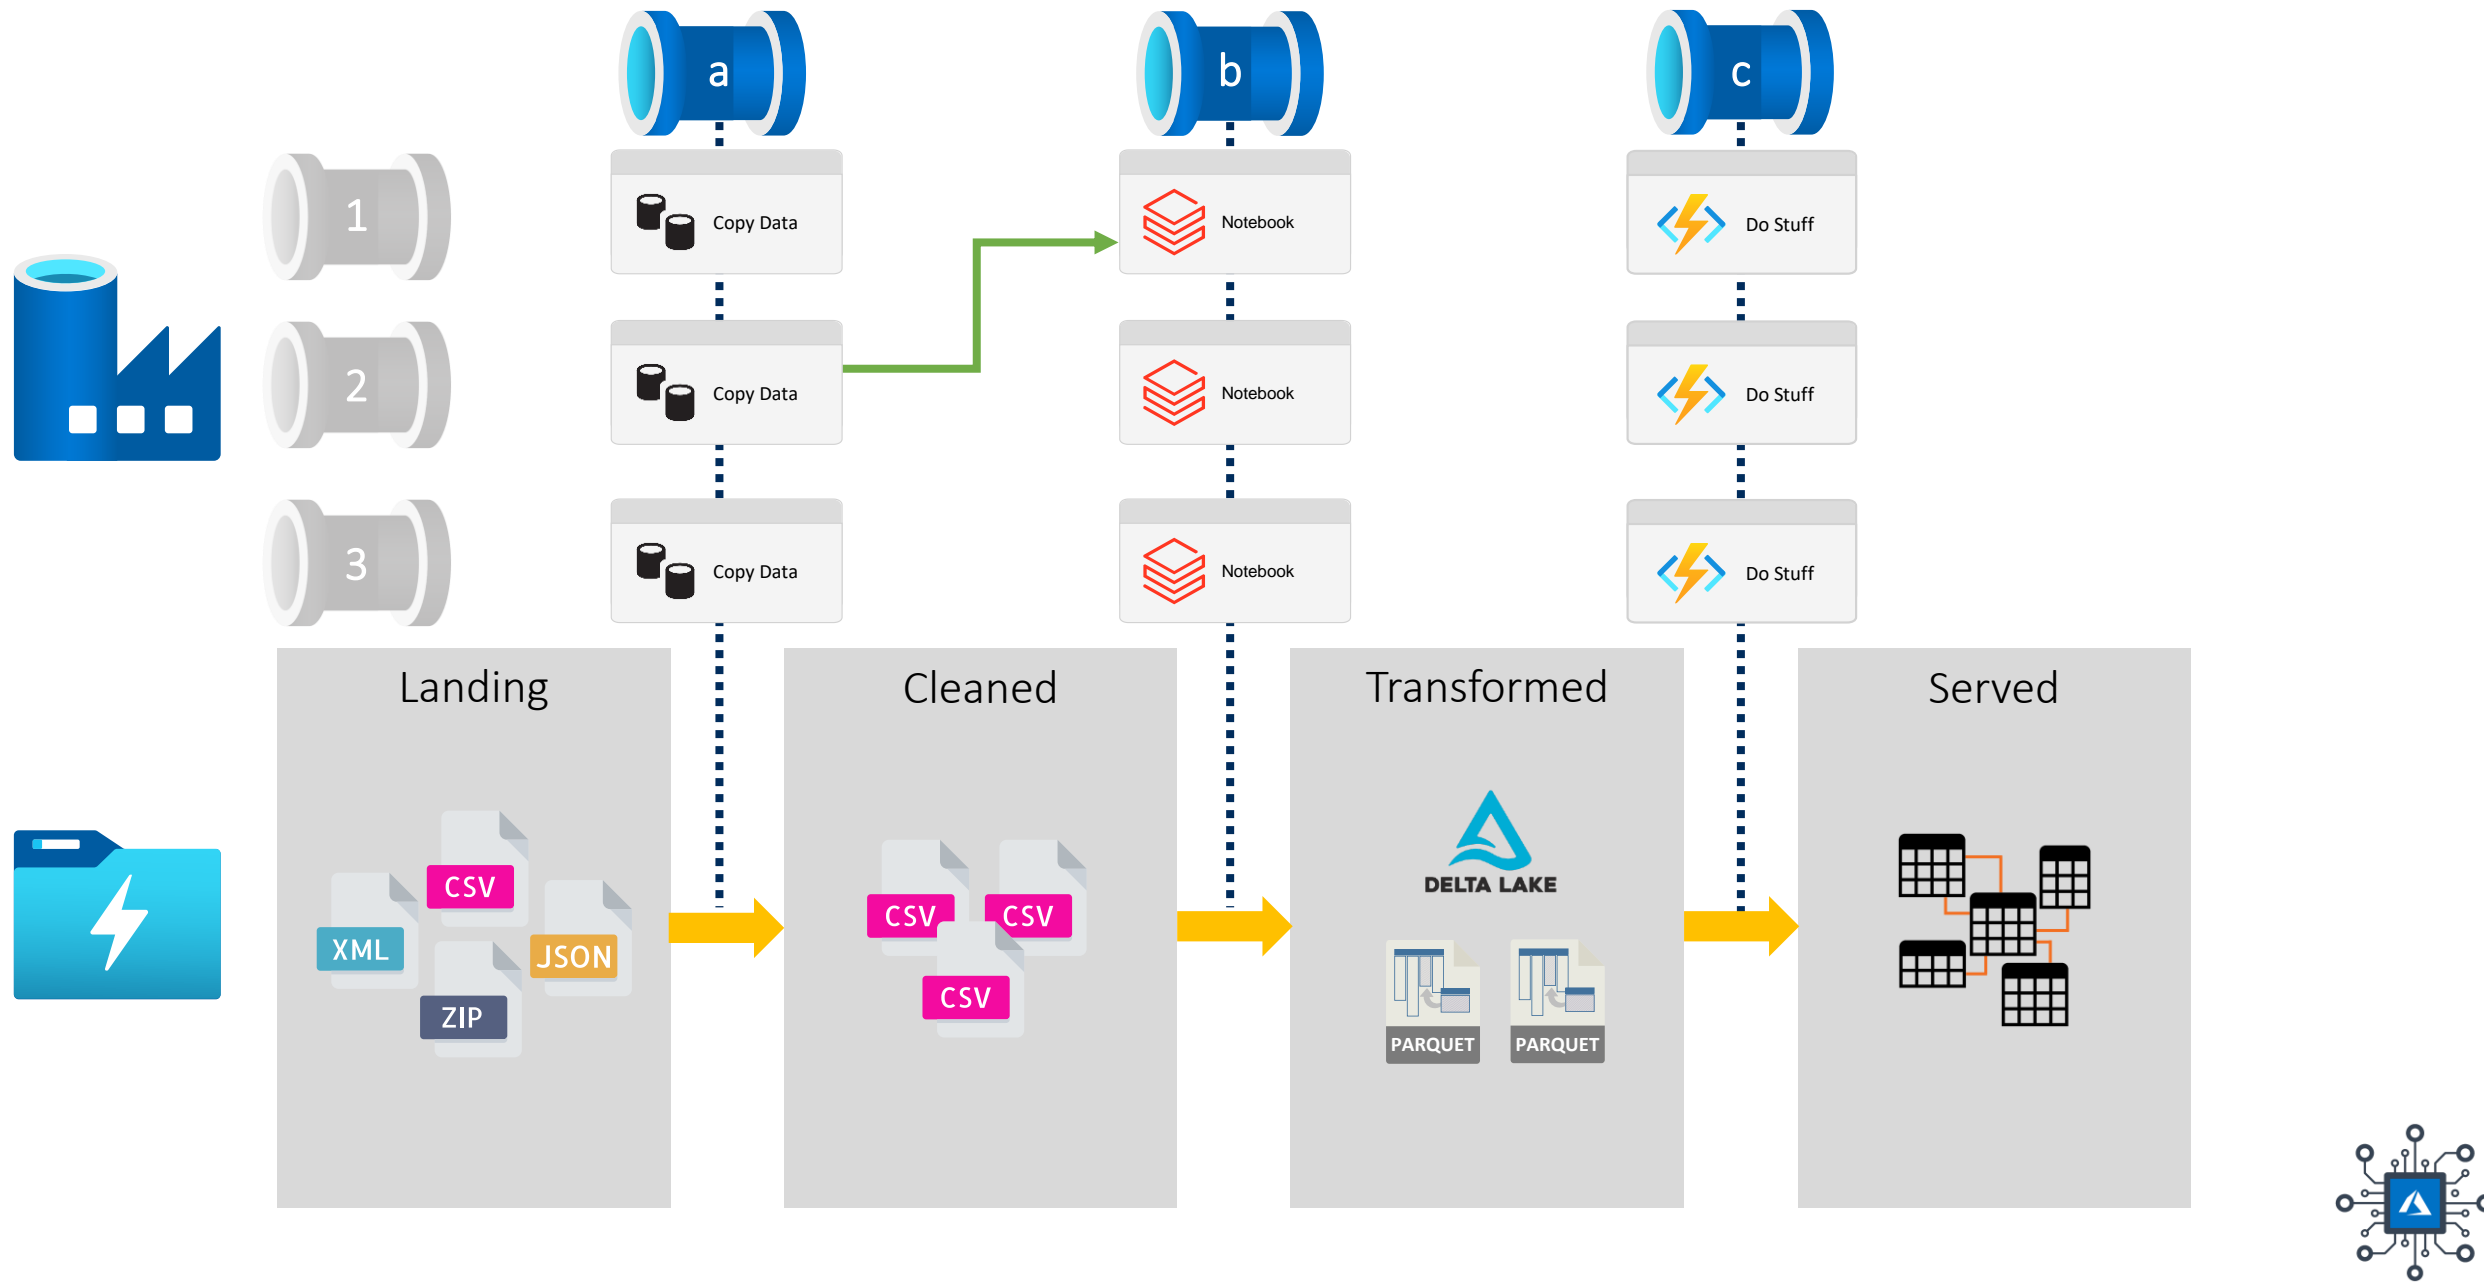 a
b
c
1
Copy Data
Notebook
Do Stuff
2
Copy Data
Notebook
Do Stuff
3
Copy Data
Notebook
Do Stuff
Landing
Cleaned
Transformed
Served
CSV
XML
JSON
ZIP
CSV
CSV
CSV
DELTA LAKE
PARQUET
PARQUET